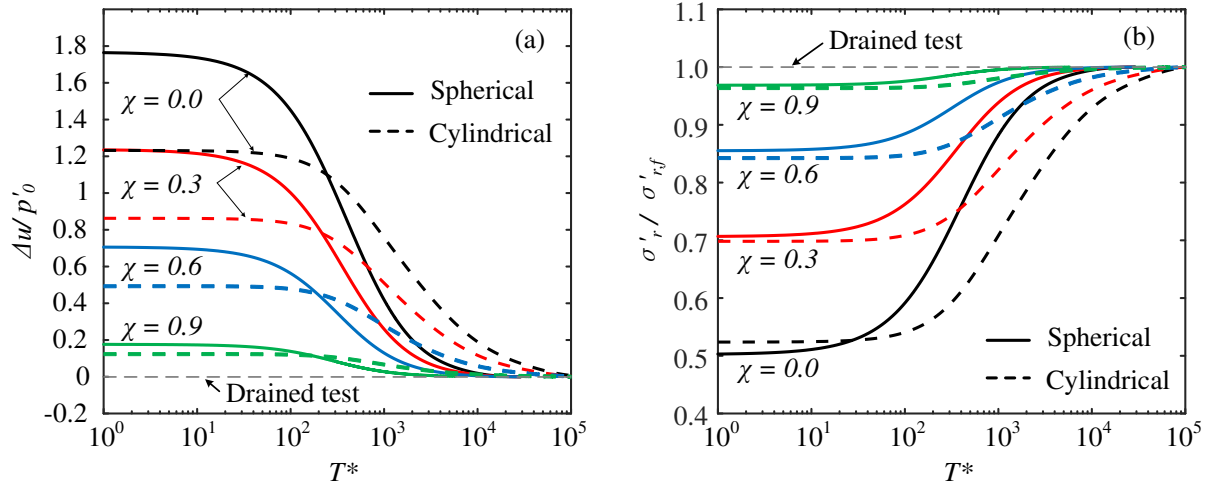 (a)
1.8
1.6
1.4
1.2
1
0.8
0.6
0.4
0.2
0
-0.2
Δu/ p'0
χ = 0.0
χ = 0.3
χ = 0.6
χ = 0.9
Spherical
Cylindrical
Drained test
10^0 10^1 10^2 10^3 10^4 10^5
T*
(b)
1.1
1.0
0.9
0.8
0.7
0.6
0.5
0.4
σ'r / σ'r,f
Drained test
χ = 0.9
χ = 0.6
χ = 0.3
χ = 0.0
Spherical
Cylindrical
10^0 10^1 10^2 10^3 10^4 10^5
T*